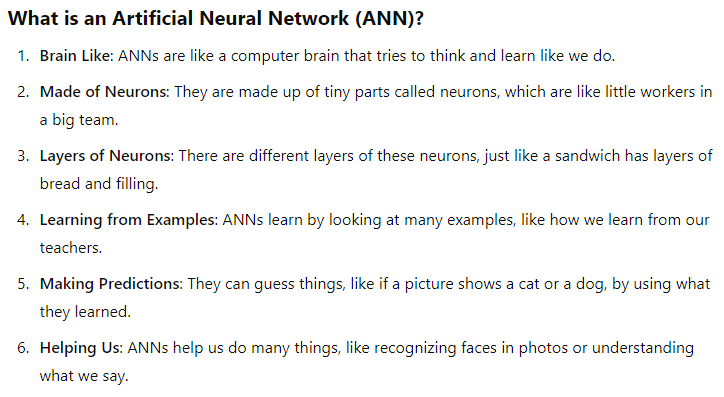 What is an Artificial Neural Network (ANN)?
1. Brain Like: ANNs are like a computer brain that tries to think and learn like we do.
2. Made of Neurons: They are made up of tiny parts called neurons, which are like little workers in
a big team.
3. Layers of Neurons: There are different layers of these neurons, just like a sandwich has layers of
bread and filling.
4. Learning from Examples: ANNs learn by looking at many examples, like how we learn from our
teachers.
5. Making Predictions: They can guess things, like if a picture shows a cat or a dog, by using what
they learned.
6. Helping Us: ANNs help us do many things, like recognizing faces in photos or understanding
what we say.